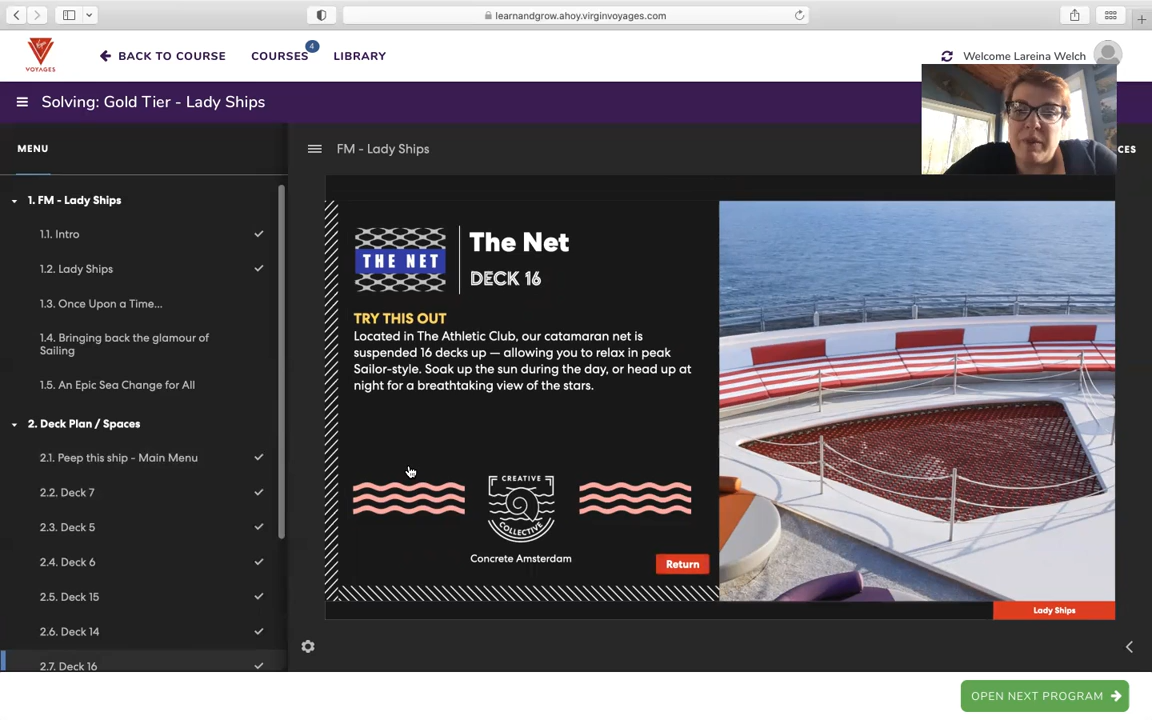 learnandgrow.ahoy.virginvoyages.com
VOYAGES
BACK TO COURSE
COURSES
4
LIBRARY
Welcome Lareina Welch
Solving: Gold Tier - Lady Ships
MENU
FM - Lady Ships
CES
1. FM - Lady Ships
1.1. Intro
1.2. Lady Ships
1.3. Once Upon a Time...
1.4. Bringing back the glamour of
Sailing
1.5. An Epic Sea Change for All
2. Deck Plan / Spaces
2.1. Peep this ship - Main Menu
2.2. Deck 7
2.3. Deck 5
2.4. Deck 6
2.5. Deck 15
2.6. Deck 14
2.7. Deck 16
THE NET
The Net
DECK 16
TRY THIS OUT
Located in The Athletic Club, our catamaran net is
suspended 16 decks up — allowing you to relax in peak
Sailor-style. Soak up the sun during the day, or head up at
night for a breathtaking view of the stars.
CREATIVE
COLLECTIVE
Concrete Amsterdam
Return
Lady Ships
OPEN NEXT PROGRAM